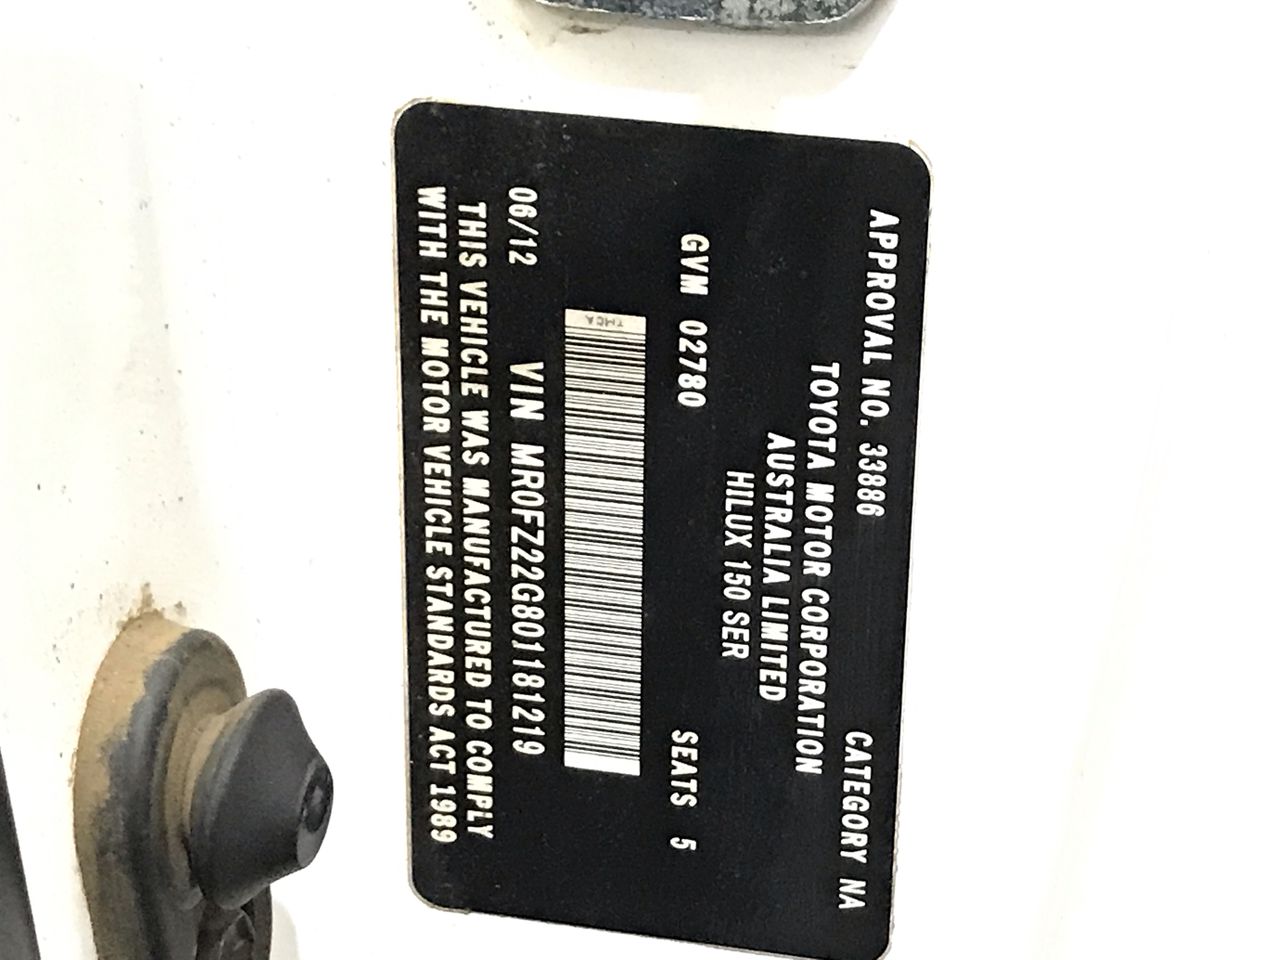 APPROVAL NO. 33886 CATEGORY NA
TOYOTA MOTOR CORPORATION
AUSTRALIA LIMITED
HILUX 150 SER
GVM 02780 SEATS 5
TMCA
06/12 VIN MR0FZ22G801181219
THIS VEHICLE WAS MANUFACTURED TO COMPLY
WITH THE MOTOR VEHICLE STANDARDS ACT 1989